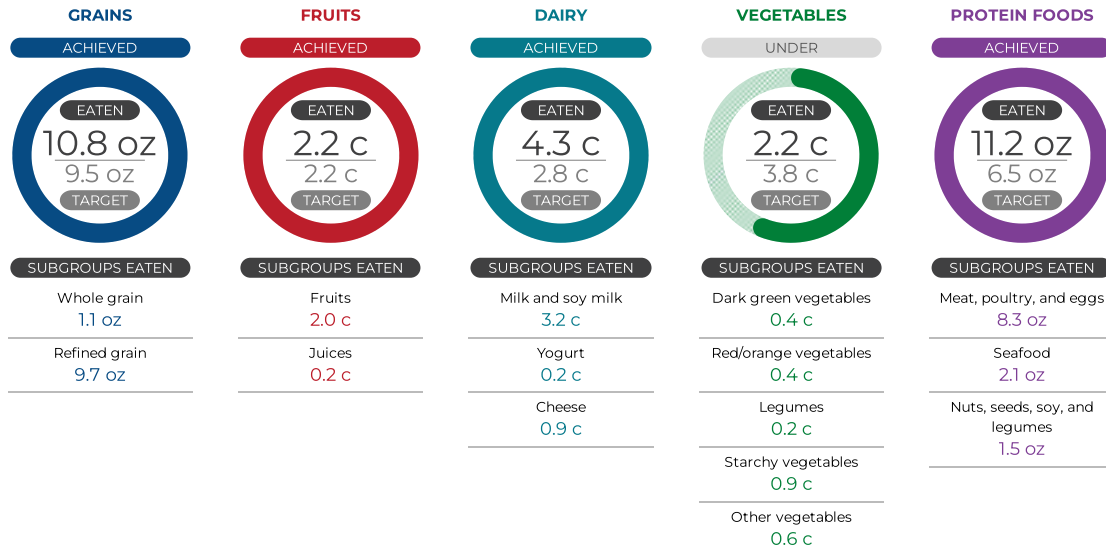 GRAINS
ACHIEVED
EATEN
10.8 oz
9.5 oz
TARGET
SUBGROUPS EATEN
Whole grain
1.1 oz
Refined grain
9.7 oz
FRUITS
ACHIEVED
EATEN
2.2 c
2.2 c
TARGET
SUBGROUPS EATEN
Fruits
2.0 c
Juices
0.2 c
DAIRY
ACHIEVED
EATEN
4.3 c
2.8 c
TARGET
SUBGROUPS EATEN
Milk and soy milk
3.2 c
Yogurt
0.2 c
Cheese
0.9 c
VEGETABLES
UNDER
EATEN
2.2 c
3.8 c
TARGET
SUBGROUPS EATEN
Dark green vegetables
0.4 c
Red/orange vegetables
0.4 c
Legumes
0.2 c
Starchy vegetables
0.9 c
Other vegetables
0.6 c
PROTEIN FOODS
ACHIEVED
EATEN
11.2 oz
6.5 oz
TARGET
SUBGROUPS EATEN
Meat, poultry, and eggs
8.3 oz
Seafood
2.1 oz
Nuts, seeds, soy, and
legumes
1.5 oz